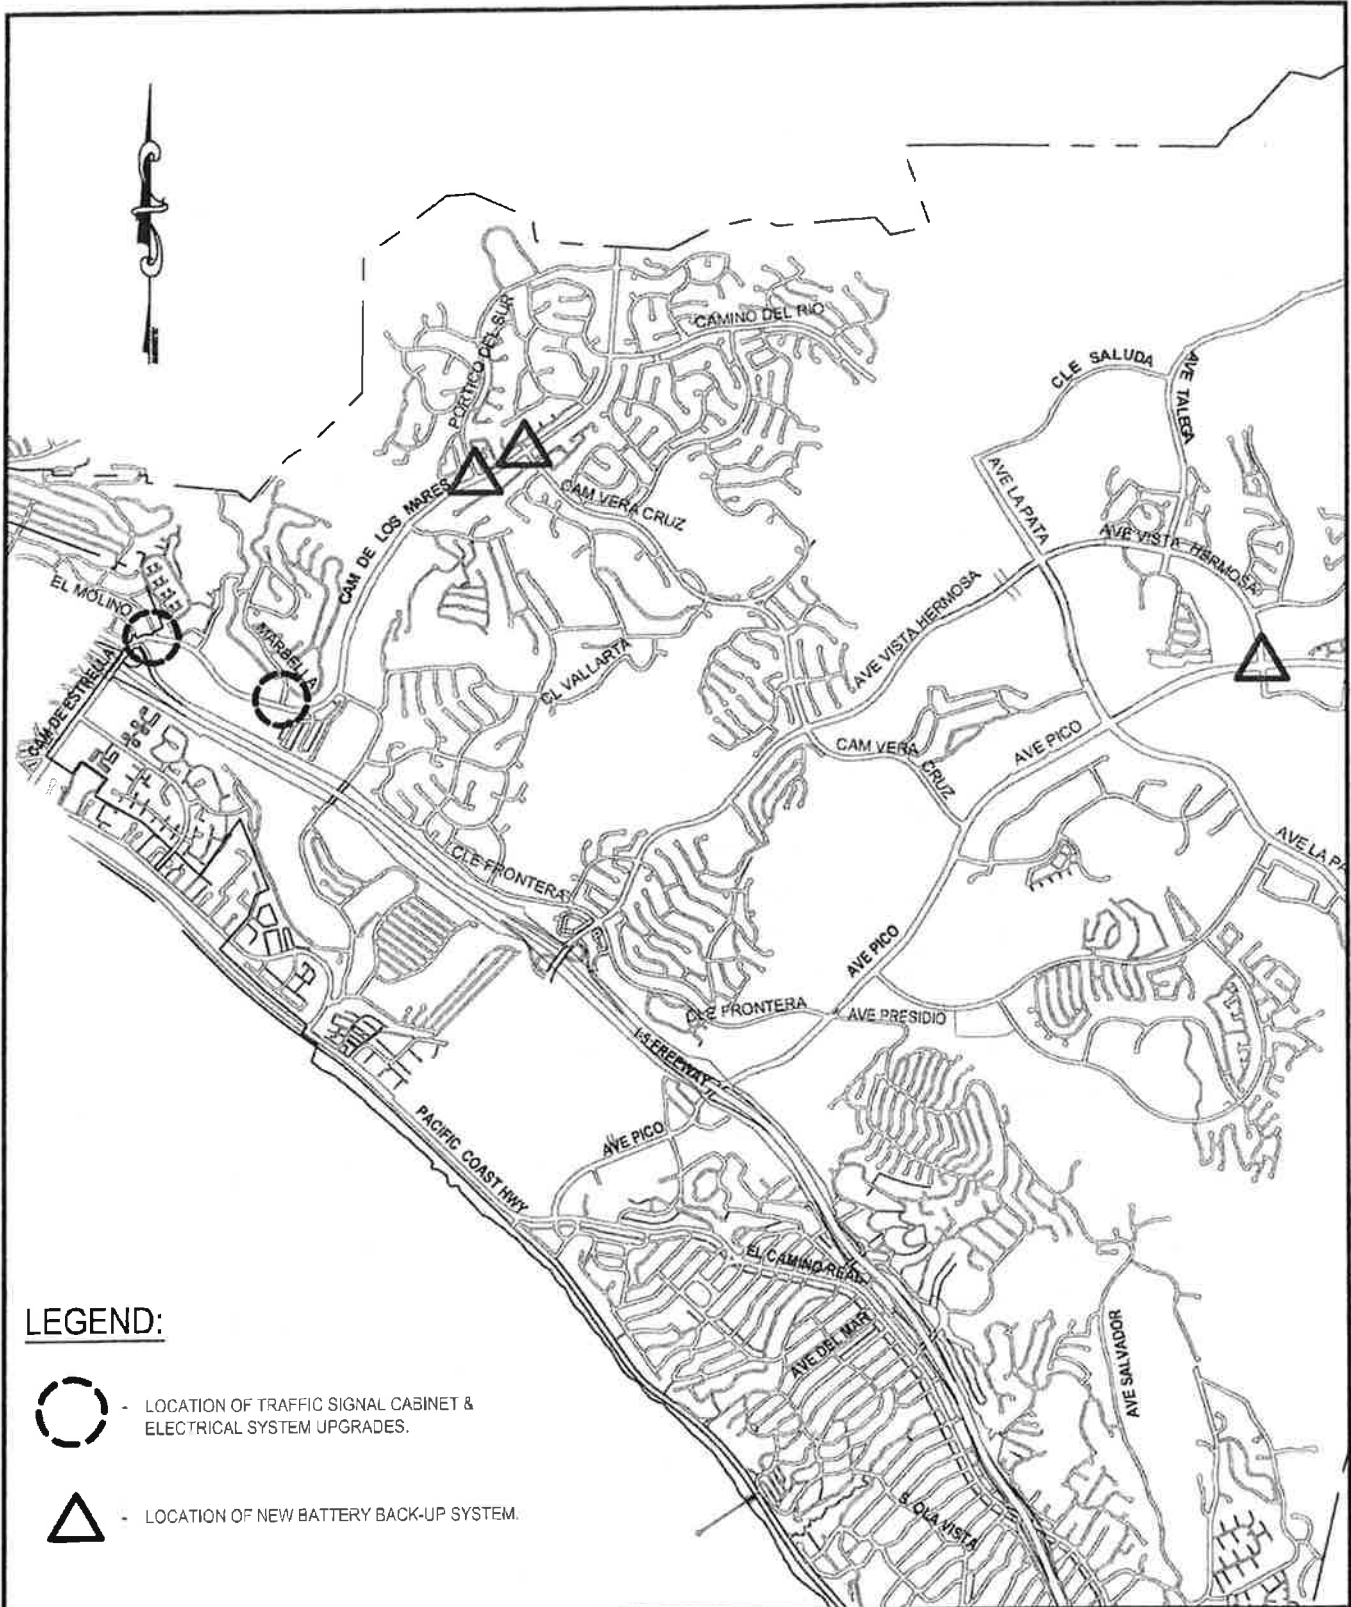 CAMINO DEL RIO
PORTICO DEL SUR
CLE SALUDA
AVE TALEGA
CAM DE LOS MARES
CAM VERA CRUZ
AVE LA PATA
AVE VISTA HERMOSA
EL MOLINO
MARBELLA
AVE VISTA HERMOSA
CL VALLARTA
CAM DE ESTRELLA
CAM VERA CRUZ
AVE PICO
AVE LA PA
CLE FRONTERA
AVE PICO
CLE FRONTERA
AVE PRESIDIO
I-5 FREEWAY
AVE PICO
PACIFIC COAST HWY
EL CAMINO REAL
AVE DEL MAR
AVE SALVADOR
S. OLA VISTA
LEGEND:
- LOCATION OF TRAFFIC SIGNAL CABINET &
ELECTRICAL SYSTEM UPGRADES.
- LOCATION OF NEW BATTERY BACK-UP SYSTEM.